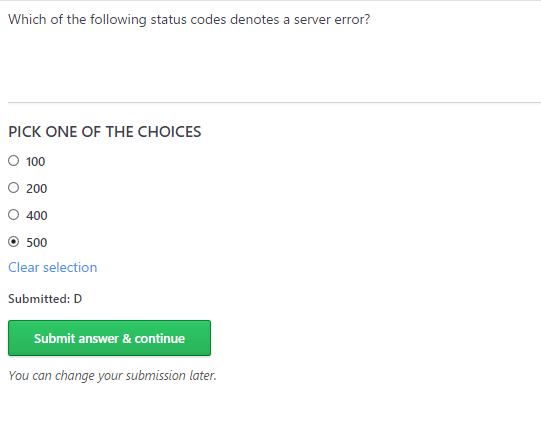 Which of the following status codes denotes a server error?
PICK ONE OF THE CHOICES
100
200
400
500
Clear selection
Submitted: D
Submit answer & continue
You can change your submission later.